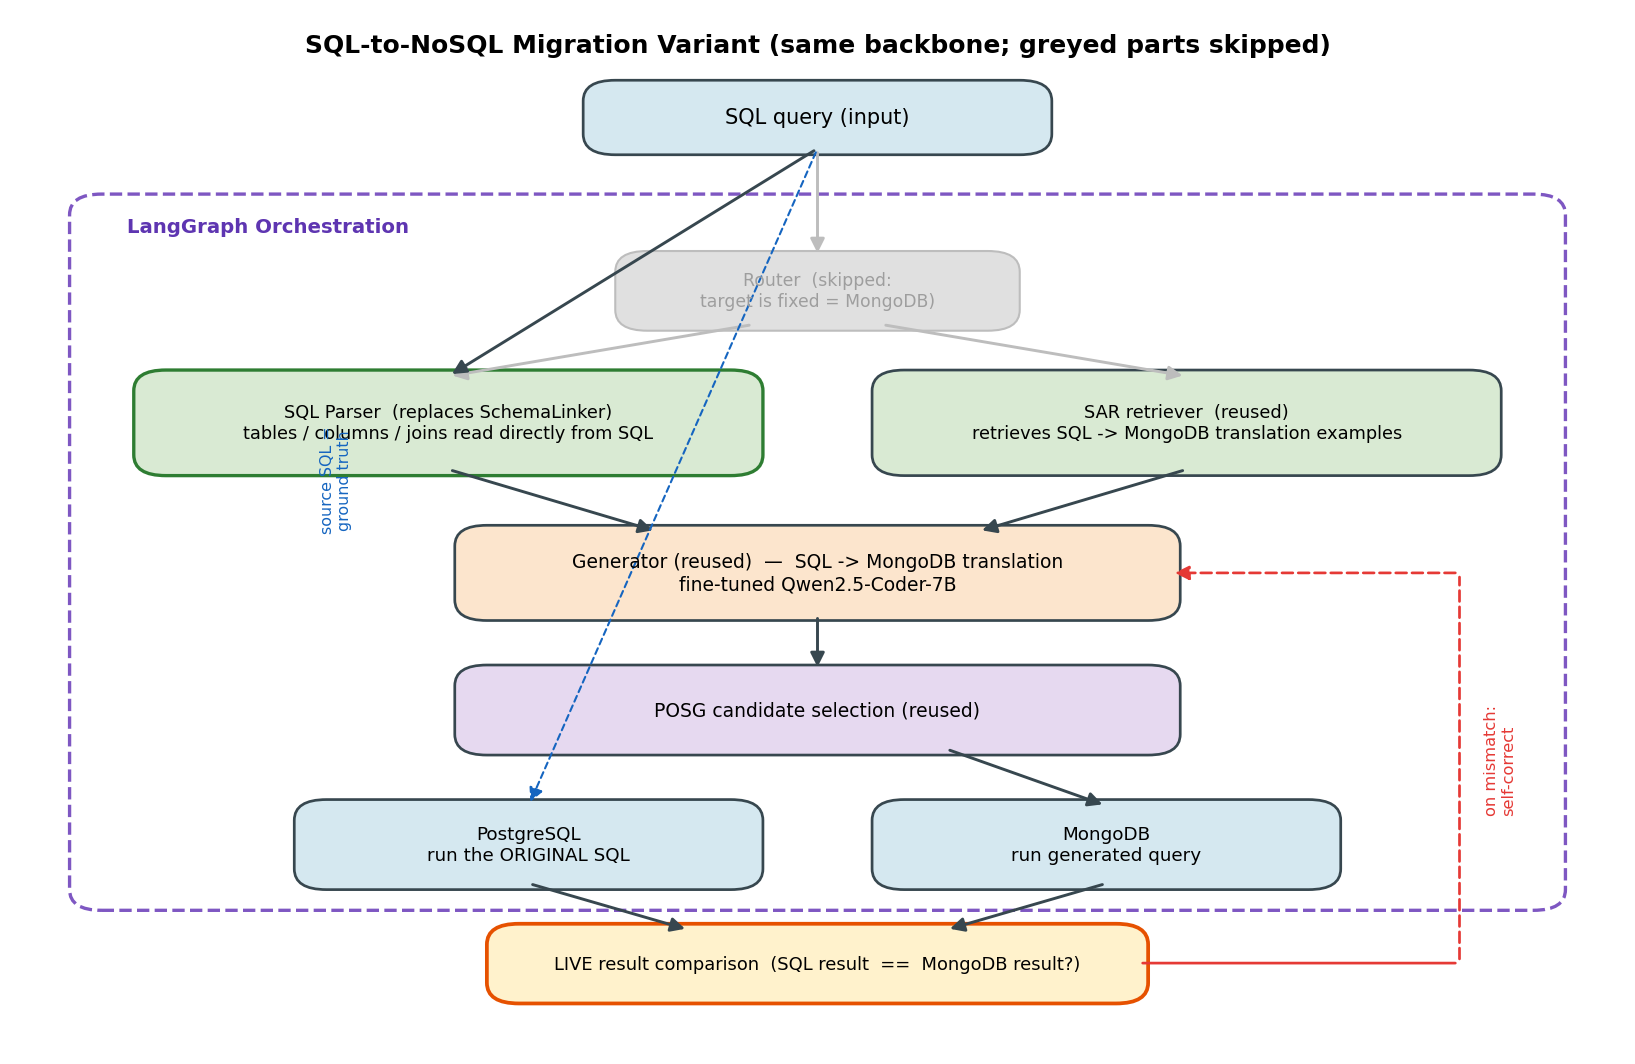 SQL-to-NoSQL Migration Variant (same backbone; greyed parts skipped)
SQL query (input)
LangGraph Orchestration
Router  (skipped:
target is fixed = MongoDB)
SQL Parser  (replaces SchemaLinker)
tables / columns / joins read directly from SQL
SAR retriever  (reused)
retrieves SQL -> MongoDB translation examples
source SQL =
ground truth
Generator (reused)  —  SQL -> MongoDB translation
fine-tuned Qwen2.5-Coder-7B
POSG candidate selection (reused)
on mismatch:
self-correct
PostgreSQL
run the ORIGINAL SQL
MongoDB
run generated query
LIVE result comparison  (SQL result  ==  MongoDB result?)